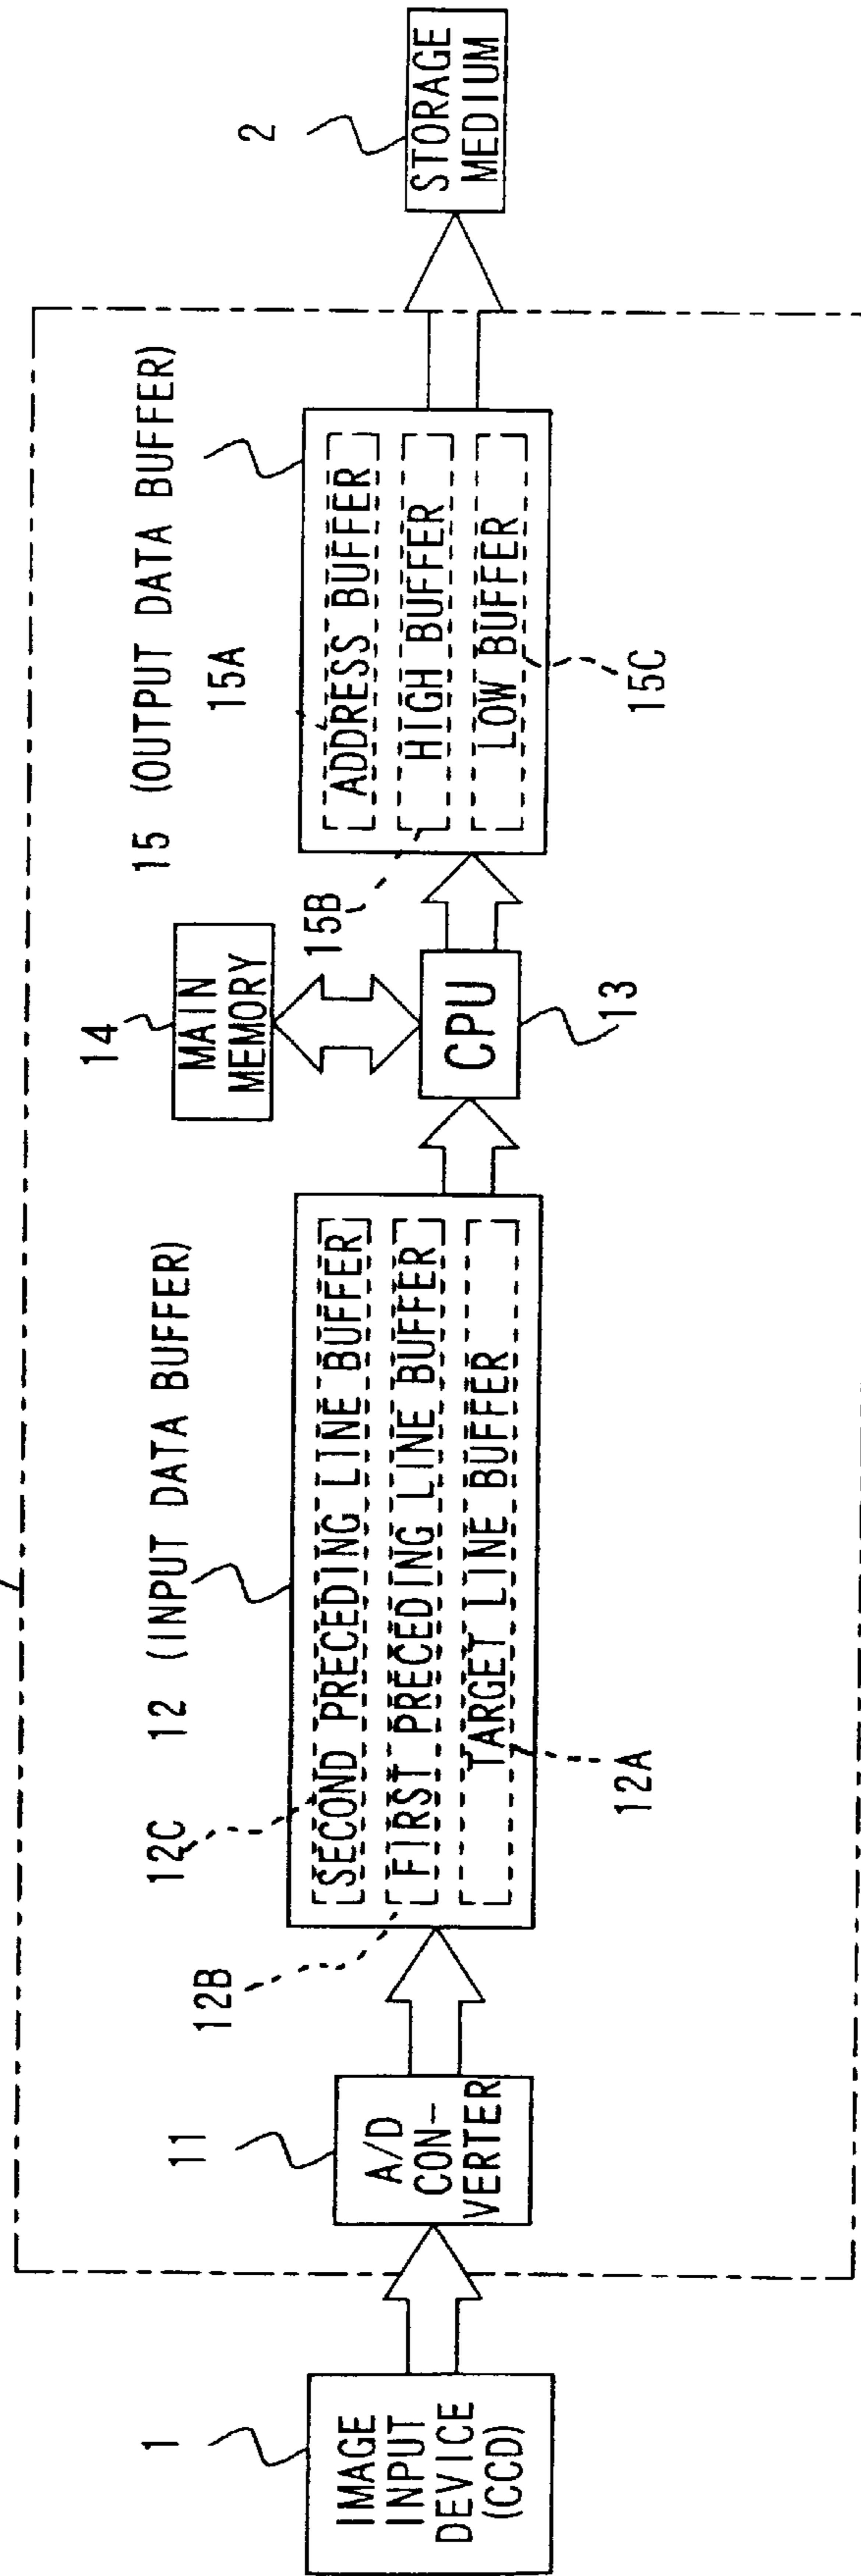 1
IMAGE
INPUT
DEVICE
(CCD)
11
A/D
CON-
VERTER
12 (INPUT DATA BUFFER)
12C
SECOND PRECEDING LINE BUFFER
12B
FIRST PRECEDING LINE BUFFER
TARGET LINE BUFFER
12A
14
MAIN
MEMORY
CPU
13
15 (OUTPUT DATA BUFFER)
15A
ADDRESS BUFFER
15B
HIGH BUFFER
LOW BUFFER
15C
2
STORAGE
MEDIUM